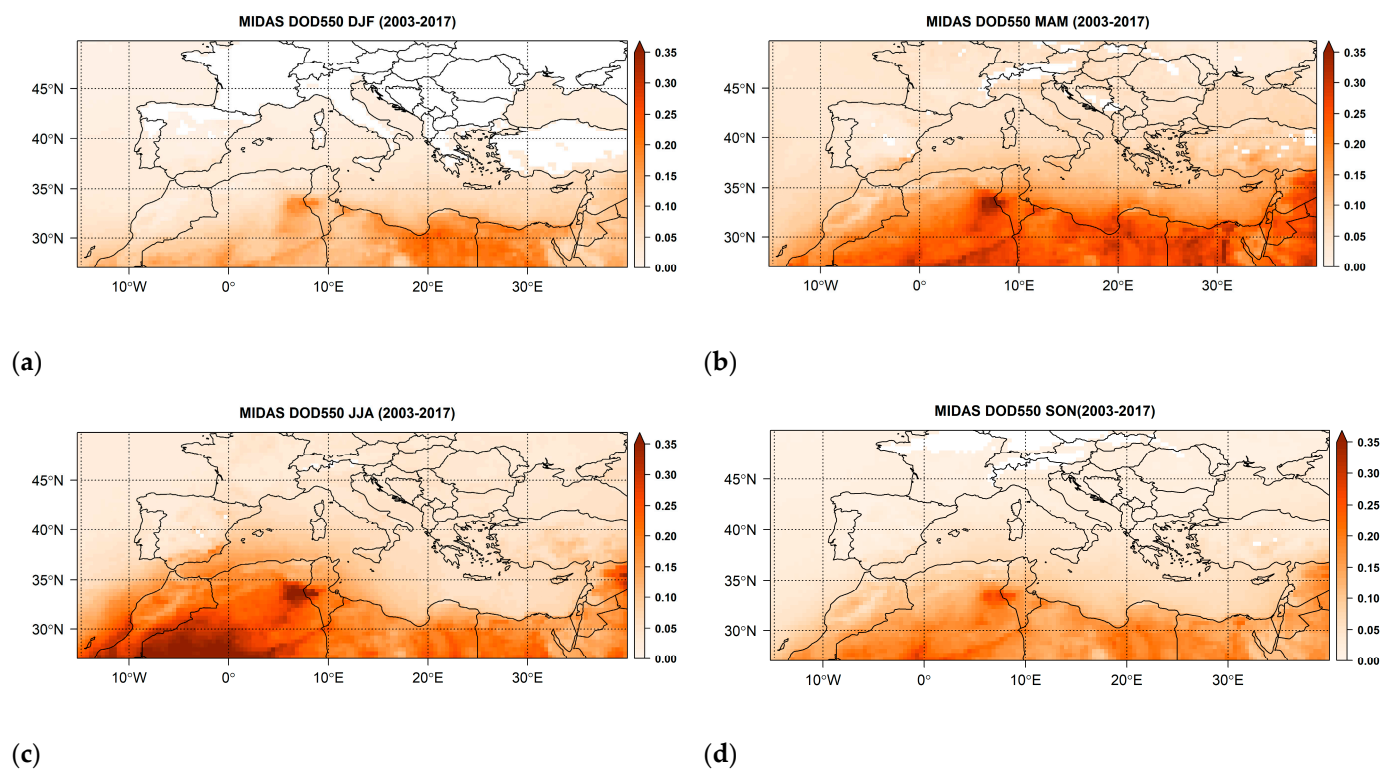 MIDAS DOD550 DJF (2003-2017)
45°N
40°N
35°N
30°N
10°W 0° 10°E 20°E 30°E
0.35
0.30
0.25
0.20
0.15
0.10
0.05
0.00
(a)
MIDAS DOD550 MAM (2003-2017)
45°N
40°N
35°N
30°N
10°W 0° 10°E 20°E 30°E
0.35
0.30
0.25
0.20
0.15
0.10
0.05
0.00
(b)
MIDAS DOD550 JJA (2003-2017)
45°N
40°N
35°N
30°N
10°W 0° 10°E 20°E 30°E
0.35
0.30
0.25
0.20
0.15
0.10
0.05
0.00
(c)
MIDAS DOD550 SON(2003-2017)
45°N
40°N
35°N
30°N
10°W 0° 10°E 20°E 30°E
0.35
0.30
0.25
0.20
0.15
0.10
0.05
0.00
(d)